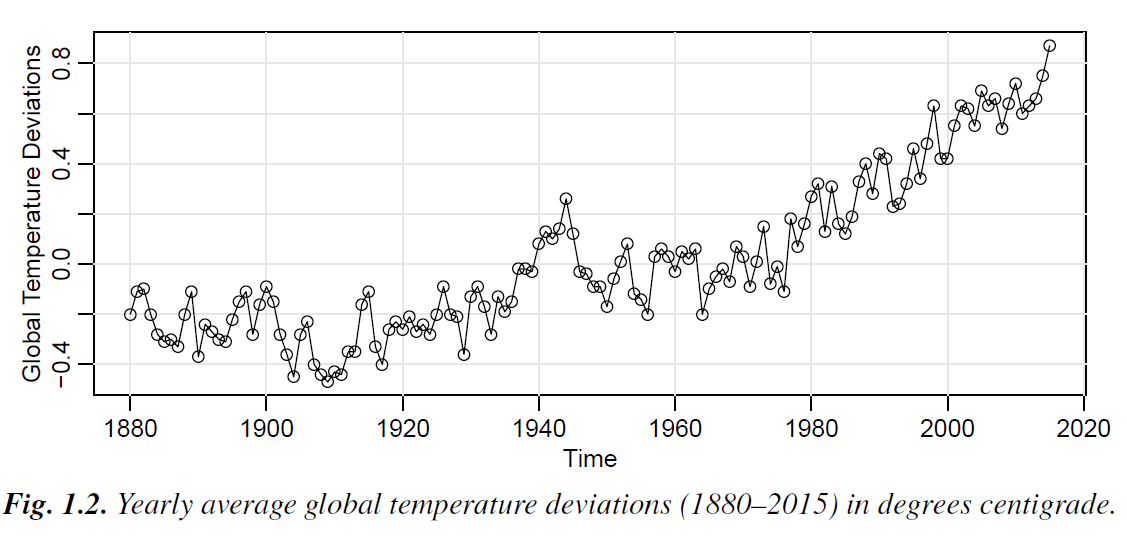 Global Temperature Deviations
0.8
0.4
0.0
−0.4
1880 1900 1920 1940 1960 1980 2000 2020
Time
Fig. 1.2. Yearly average global temperature deviations (1880–2015) in degrees centigrade.